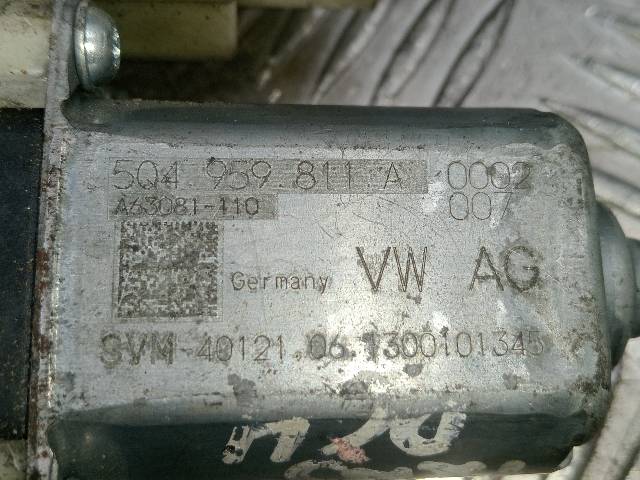 5Q4 959 811 A 0002
A63081-110 007
Germany VW AG
SVM-40121.06.1300101345